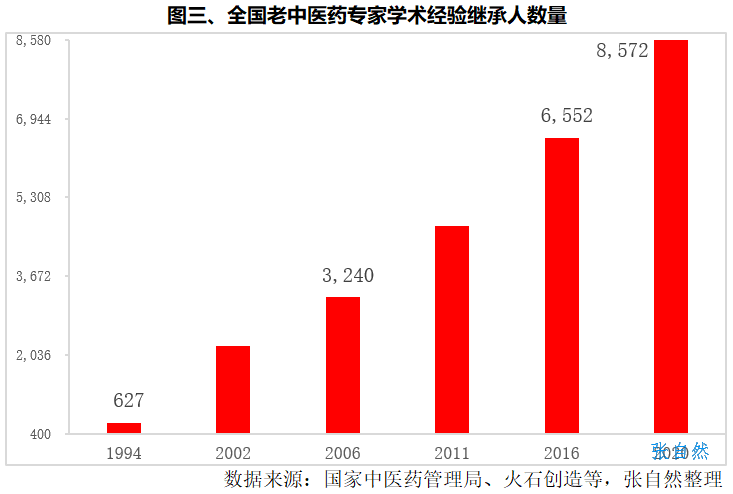 图三、全国老中医药专家学术经验继承人数量
8,580
8,572
6,944
6,552
5,308
3,672
3,240
2,036
627
400
1994 2002 2006 2011 2016 2020
张自然
数据来源：国家中医药管理局、火石创造等，张自然整理